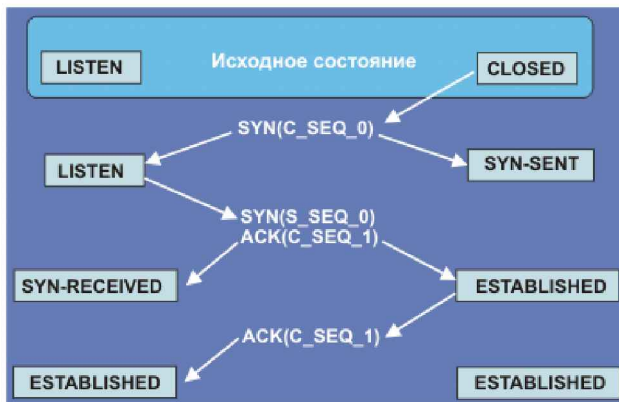 LISTEN Исходное состояние CLOSED
SYN(C_SEQ_0)
LISTEN SYN-SENT
SYN(S_SEQ_0)
ACK(C_SEQ_1)
SYN-RECEIVED ESTABLISHED
ACK(C_SEQ_1)
ESTABLISHED ESTABLISHED